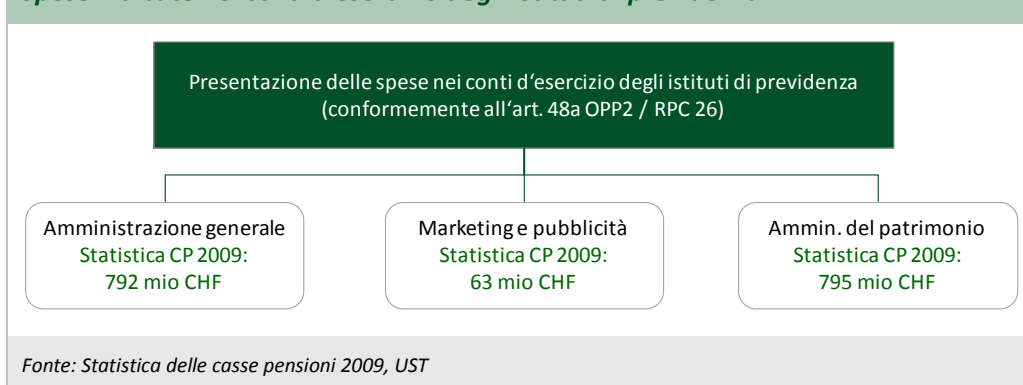 Presentazione delle spese nei conti d‘esercizio degli istituti di previdenza
(conformemente all‘art. 48a OPP2 / RPC 26)
Amministrazione generale
Statistica CP 2009:
792 mio CHF
Marketing e pubblicità
Statistica CP 2009:
63 mio CHF
Ammin. del patrimonio
Statistica CP 2009:
795 mio CHF
Fonte: Statistica delle casse pensioni 2009, UST